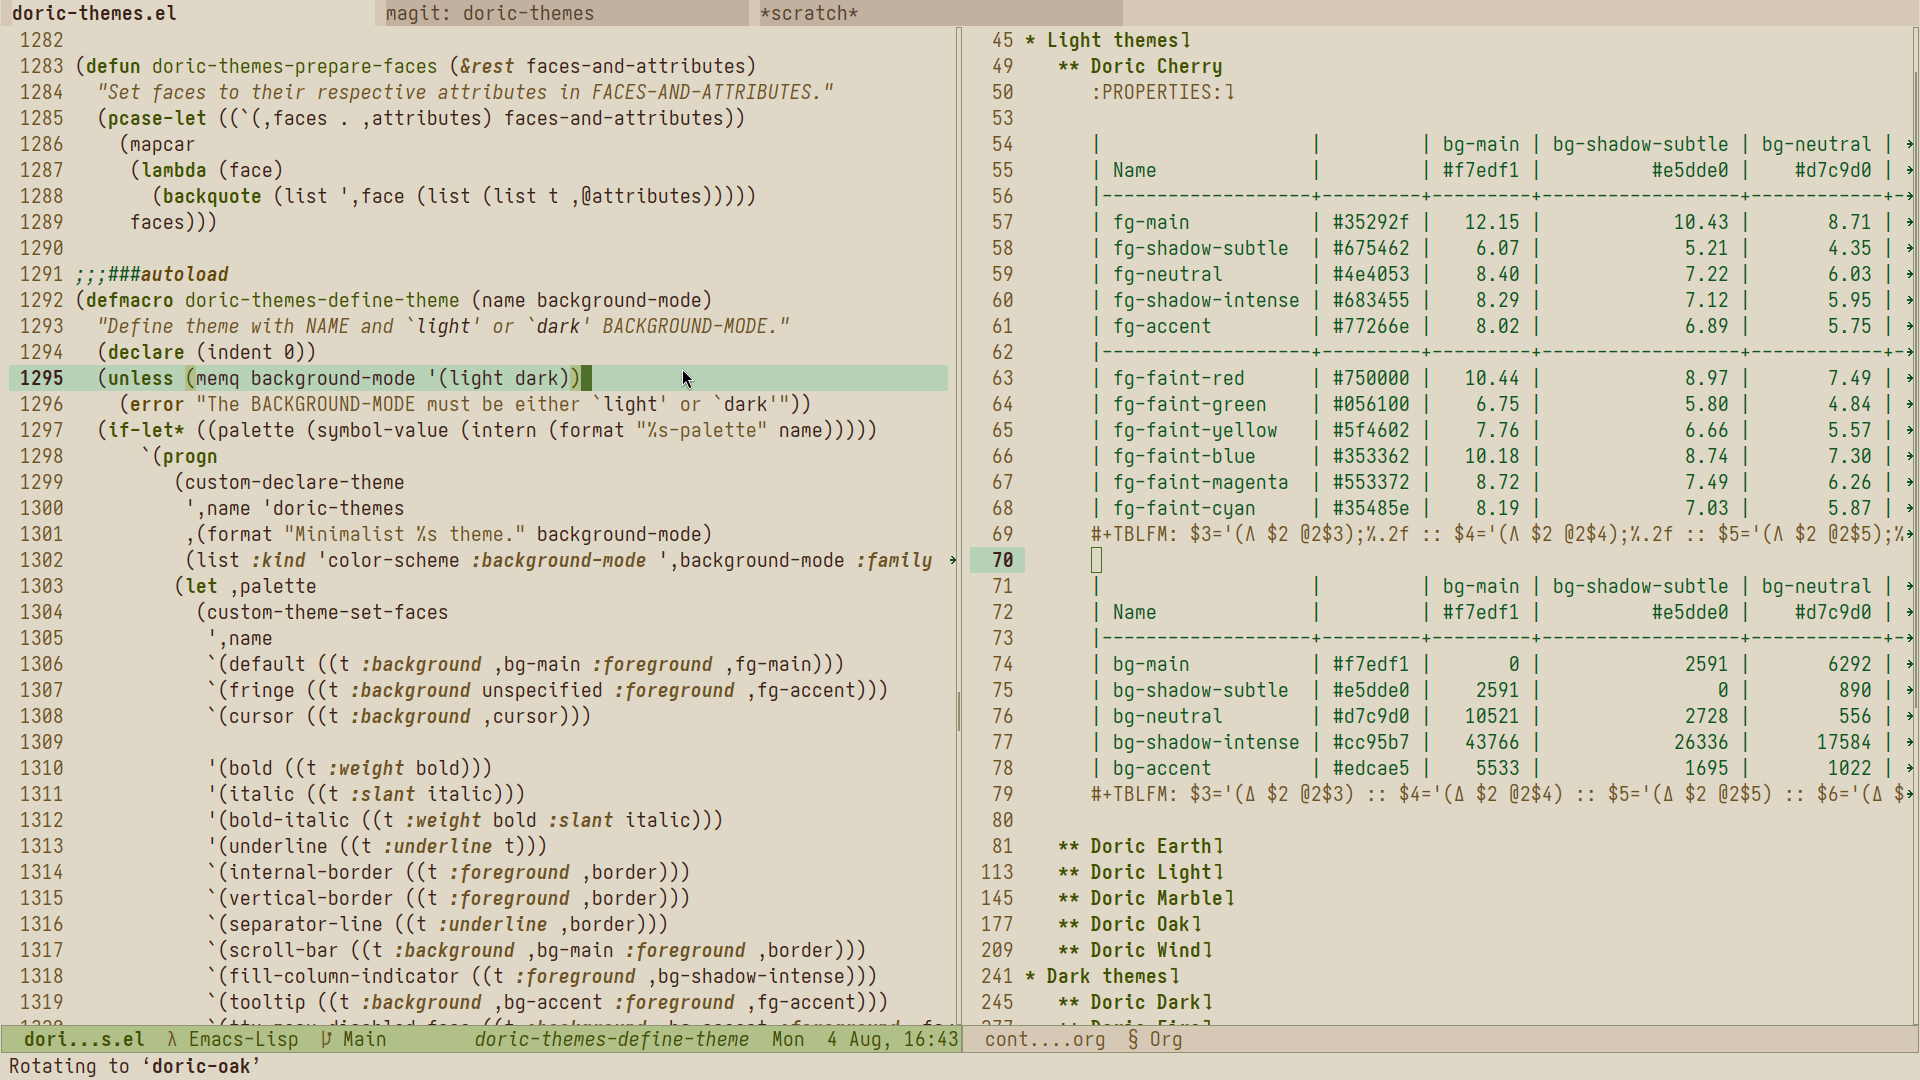 doric-themes.el magit: doric-themes *scratch*
1282
1283 (defun doric-themes-prepare-faces (&rest faces-and-attributes)
1284   "Set faces to their respective attributes in FACES-AND-ATTRIBUTES."
1285   (pcase-let ((`(,faces . ,attributes) faces-and-attributes))
1286     (mapcar
1287      (lambda (face)
1288        (backquote (list ',face (list (list t ,@attributes)))))
1289      faces)))
1290
1291 ;;;###autoload
1292 (defmacro doric-themes-define-theme (name background-mode)
1293   "Define theme with NAME and `light' or `dark' BACKGROUND-MODE."
1294   (declare (indent 0))
1295   (unless (memq background-mode '(light dark))
1296     (error "The BACKGROUND-MODE must be either `light' or `dark'"))
1297   (if-let* ((palette (symbol-value (intern (format "%s-palette" name)))))
1298       `(progn
1299          (custom-declare-theme
1300           ',name 'doric-themes
1301           ,(format "Minimalist %s theme." background-mode)
1302           (list :kind 'color-scheme :background-mode ',background-mode :family
1303          (let ,palette
1304            (custom-theme-set-faces
1305             ',name
1306             `(default ((t :background ,bg-main :foreground ,fg-main)))
1307             `(fringe ((t :background unspecified :foreground ,fg-accent)))
1308             `(cursor ((t :background ,cursor)))
1309
1310             '(bold ((t :weight bold)))
1311             '(italic ((t :slant italic)))
1312             '(bold-italic ((t :weight bold :slant italic)))
1313             '(underline ((t :underline t)))
1314             `(internal-border ((t :foreground ,border)))
1315             `(vertical-border ((t :foreground ,border)))
1316             `(separator-line ((t :underline ,border)))
1317             `(scroll-bar ((t :background ,bg-main :foreground ,border)))
1318             `(fill-column-indicator ((t :foreground ,bg-shadow-intense)))
1319             `(tooltip ((t :background ,bg-accent :foreground ,fg-accent)))
dori...s.el λ Emacs-Lisp Main doric-themes-define-theme Mon 4 Aug, 16:43
45 * Light themes⤵
49    ** Doric Cherry
50       :PROPERTIES:⤵
53
54       |                   |         | bg-main | bg-shadow-subtle | bg-neutral |
55       | Name              |         | #f7edf1 |          #e5dde0 |    #d7c9d0 |
56       |-------------------+---------+---------+------------------+------------+-
57       | fg-main           | #35292f |   12.15 |            10.43 |       8.71 |
58       | fg-shadow-subtle  | #675462 |    6.07 |             5.21 |       4.35 |
59       | fg-neutral        | #4e4053 |    8.40 |             7.22 |       6.03 |
60       | fg-shadow-intense | #683455 |    8.29 |             7.12 |       5.95 |
61       | fg-accent         | #77266e |    8.02 |             6.89 |       5.75 |
62       |-------------------+---------+---------+------------------+------------+-
63       | fg-faint-red      | #750000 |   10.44 |             8.97 |       7.49 |
64       | fg-faint-green    | #056100 |    6.75 |             5.80 |       4.84 |
65       | fg-faint-yellow   | #5f4602 |    7.76 |             6.66 |       5.57 |
66       | fg-faint-blue     | #353362 |   10.18 |             8.74 |       7.30 |
67       | fg-faint-magenta  | #553372 |    8.72 |             7.49 |       6.26 |
68       | fg-faint-cyan     | #35485e |    8.19 |             7.03 |       5.87 |
69       #+TBLFM: $3='(Λ $2 @2$3);%.2f :: $4='(Λ $2 @2$4);%.2f :: $5='(Λ $2 @2$5);%
70
71       |                   |         | bg-main | bg-shadow-subtle | bg-neutral |
72       | Name              |         | #f7edf1 |          #e5dde0 |    #d7c9d0 |
73       |-------------------+---------+---------+------------------+------------+-
74       | bg-main           | #f7edf1 |       0 |             2591 |       6292 |
75       | bg-shadow-subtle  | #e5dde0 |    2591 |                0 |        890 |
76       | bg-neutral        | #d7c9d0 |   10521 |             2728 |        556 |
77       | bg-shadow-intense | #cc95b7 |   43766 |            26336 |      17584 |
78       | bg-accent         | #edcae5 |    5533 |             1695 |       1022 |
79       #+TBLFM: $3='(Δ $2 @2$3) :: $4='(Δ $2 @2$4) :: $5='(Δ $2 @2$5) :: $6='(Δ $
80
81    ** Doric Earth⤵
113    ** Doric Light⤵
145    ** Doric Marble⤵
177    ** Doric Oak⤵
209    ** Doric Wind⤵
241 * Dark themes⤵
245    ** Doric Dark⤵
cont....org § Org
Rotating to ‘doric-oak’